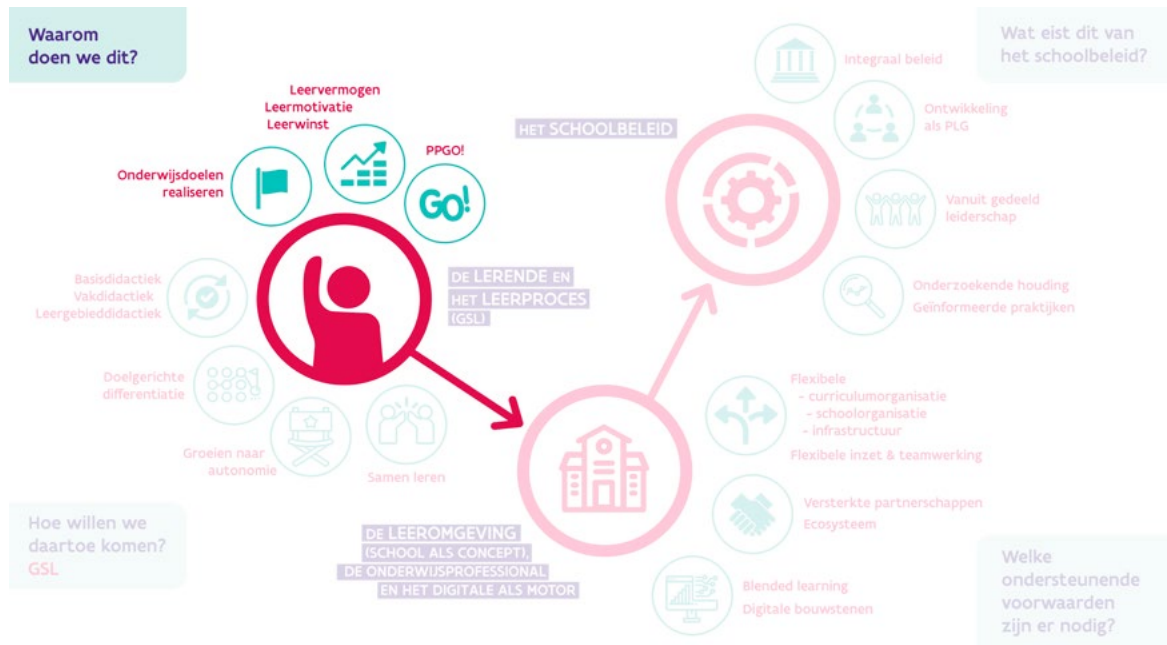 Waarom
doen we dit?
Wat eist dit van
het schoolbeleid?
Integraal beleid
Leervermogen
Leermotivatie
Leerwinst
Ontwikkeling
als PLG
HET SCHOOLBELEID
PPGO!
Onderwijsdoelen
realiseren
GO!
Vanuit gedeeld
leiderschap
DE LERENDE EN
HET LEERPROCES
(GSL)
Basisdidactiek
Vakdidactiek
Leergebieddidactiek
Onderzoekende houding
Geïnformeerde praktijken
Doelgerichte
differentiatie
Flexibele
- curriculumorganisatie
- schoolorganisatie
- infrastructuur
Flexibele inzet & teamwerking
Groeien naar
autonomie
Samen leren
Versterkte partnerschappen
Ecosysteem
Hoe willen we
daartoe komen?
GSL
DE LEEROMGEVING
(SCHOOL ALS CONCEPT),
DE ONDERWIJSPROFESSIONAL
EN HET DIGITALE ALS MOTOR
Blended learning
Digitale bouwstenen
Welke
ondersteunende
voorwaarden
zijn er nodig?